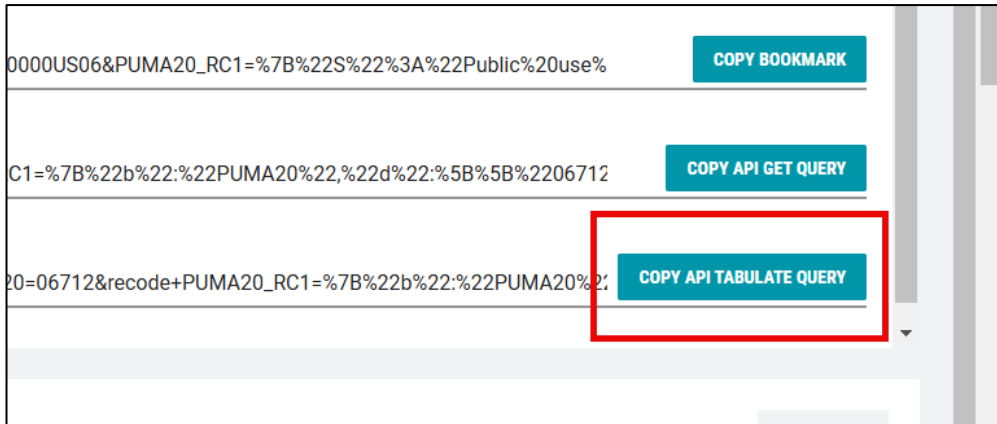 0000US06&PUMA20_RC1=%7B%22S%22%3A%22Public%20use% COPY BOOKMARK
C1=%7B%22b%22:%22PUMA20%22,%22d%22:%5B%5B%2206712 COPY API GET QUERY
20=06712&recode+PUMA20_RC1=%7B%22b%22:%22PUMA20%22 COPY API TABULATE QUERY